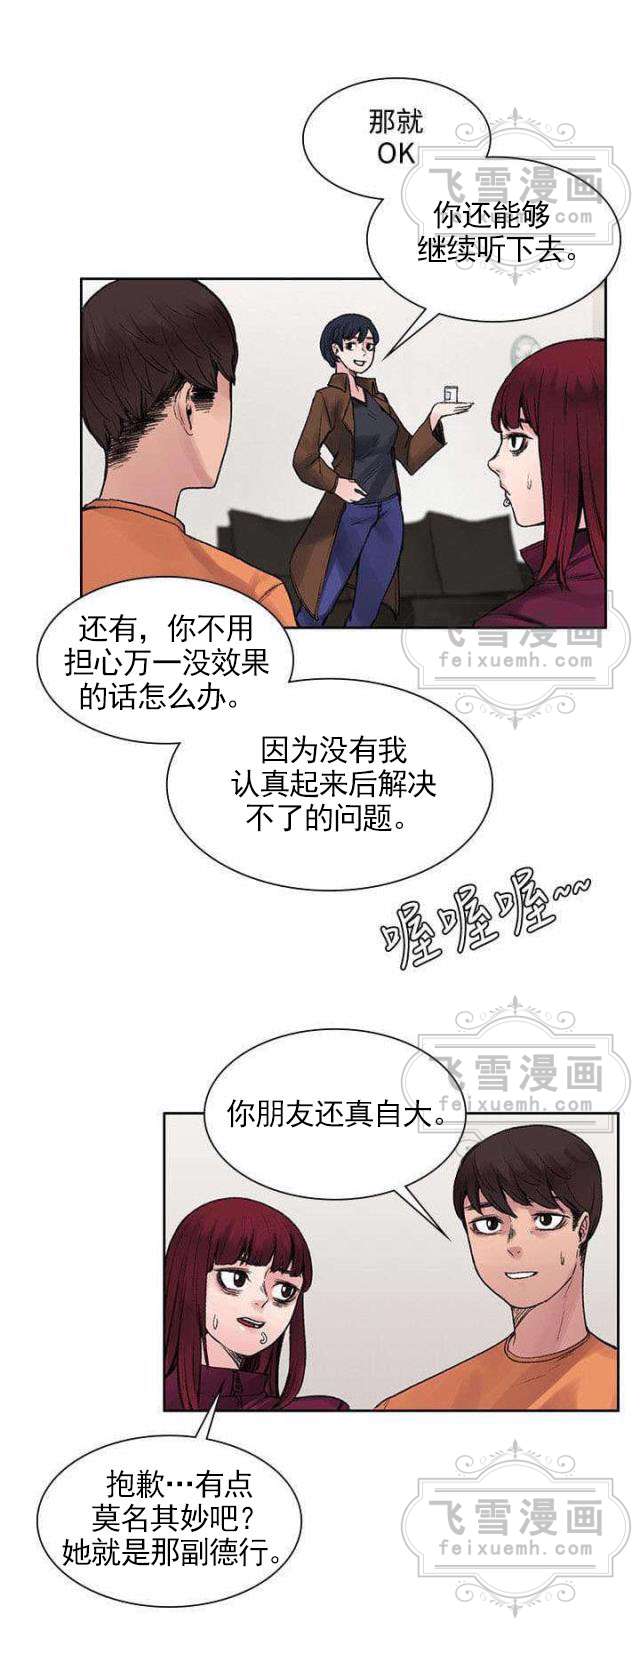 那就
OK
飞雪漫画
feixuemh.com
你还能够
继续听下去。
还有，你不用
担心万一没效果
的话怎么办。
飞雪漫画
feixuemh.com
因为没有我
认真起来后解决
不了的问题。
喔喔喔~~
飞雪漫画
feixuemh.com
你朋友还真自大。
抱歉…有点
莫名其妙吧？
她就是那副德行。
飞雪漫画
feixuemh.com